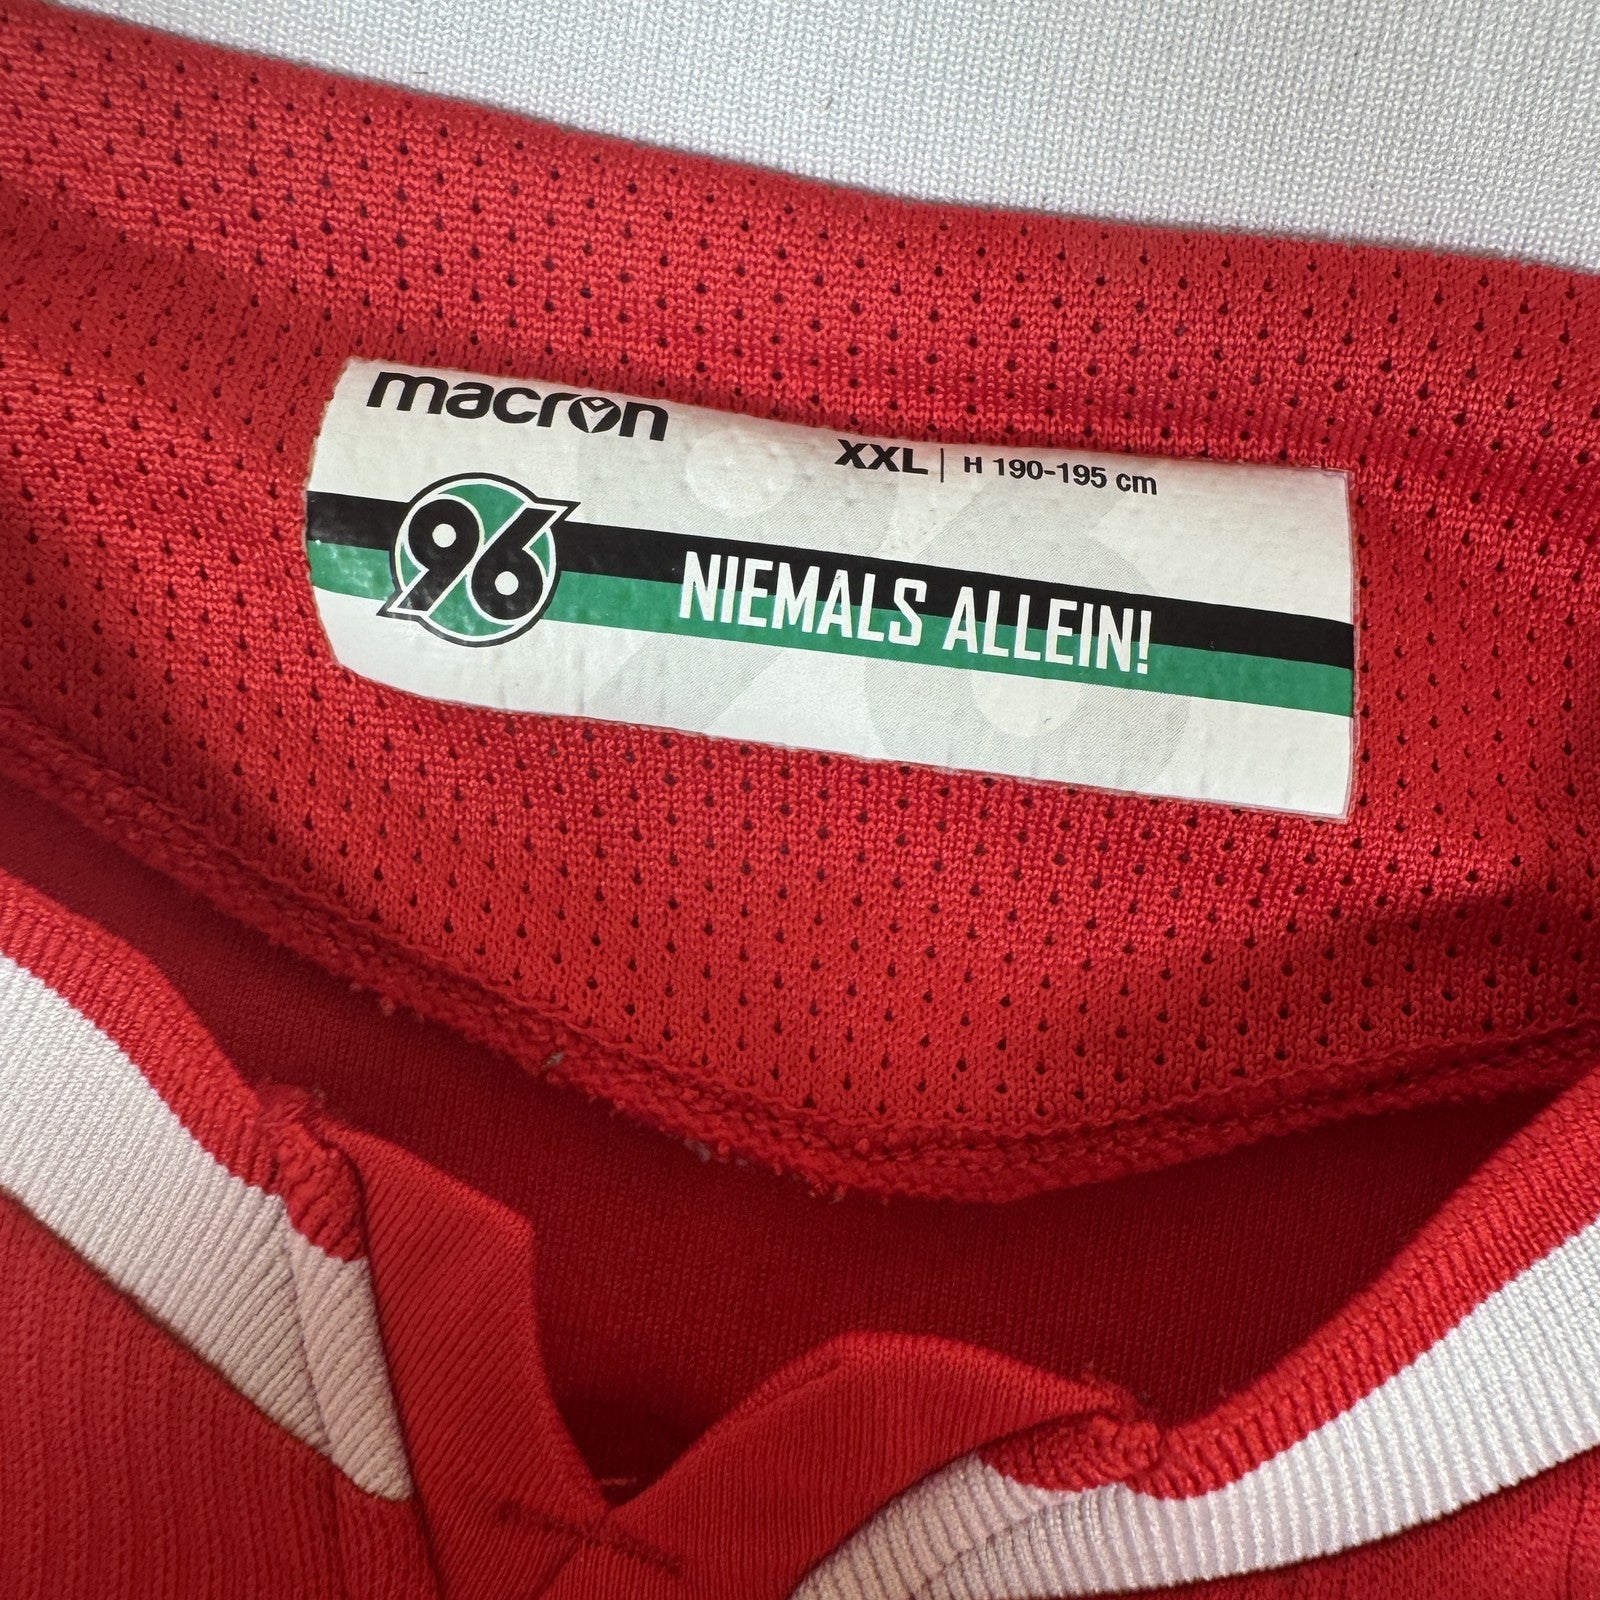 macron
XXL | H 190-195 cm
96
NIEMALS ALLEIN!